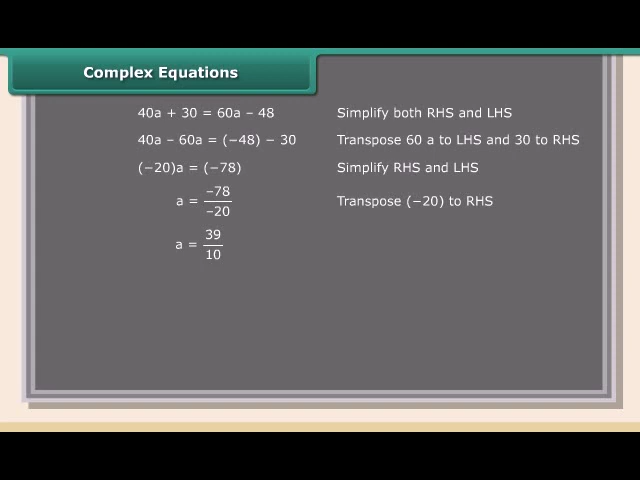 Complex Equations
40a + 30 = 60a – 48 Simplify both RHS and LHS
40a – 60a = (−48) − 30 Transpose 60 a to LHS and 30 to RHS
(−20)a = (−78) Simplify RHS and LHS
a = –78/–20 Transpose (−20) to RHS
a = 39/10